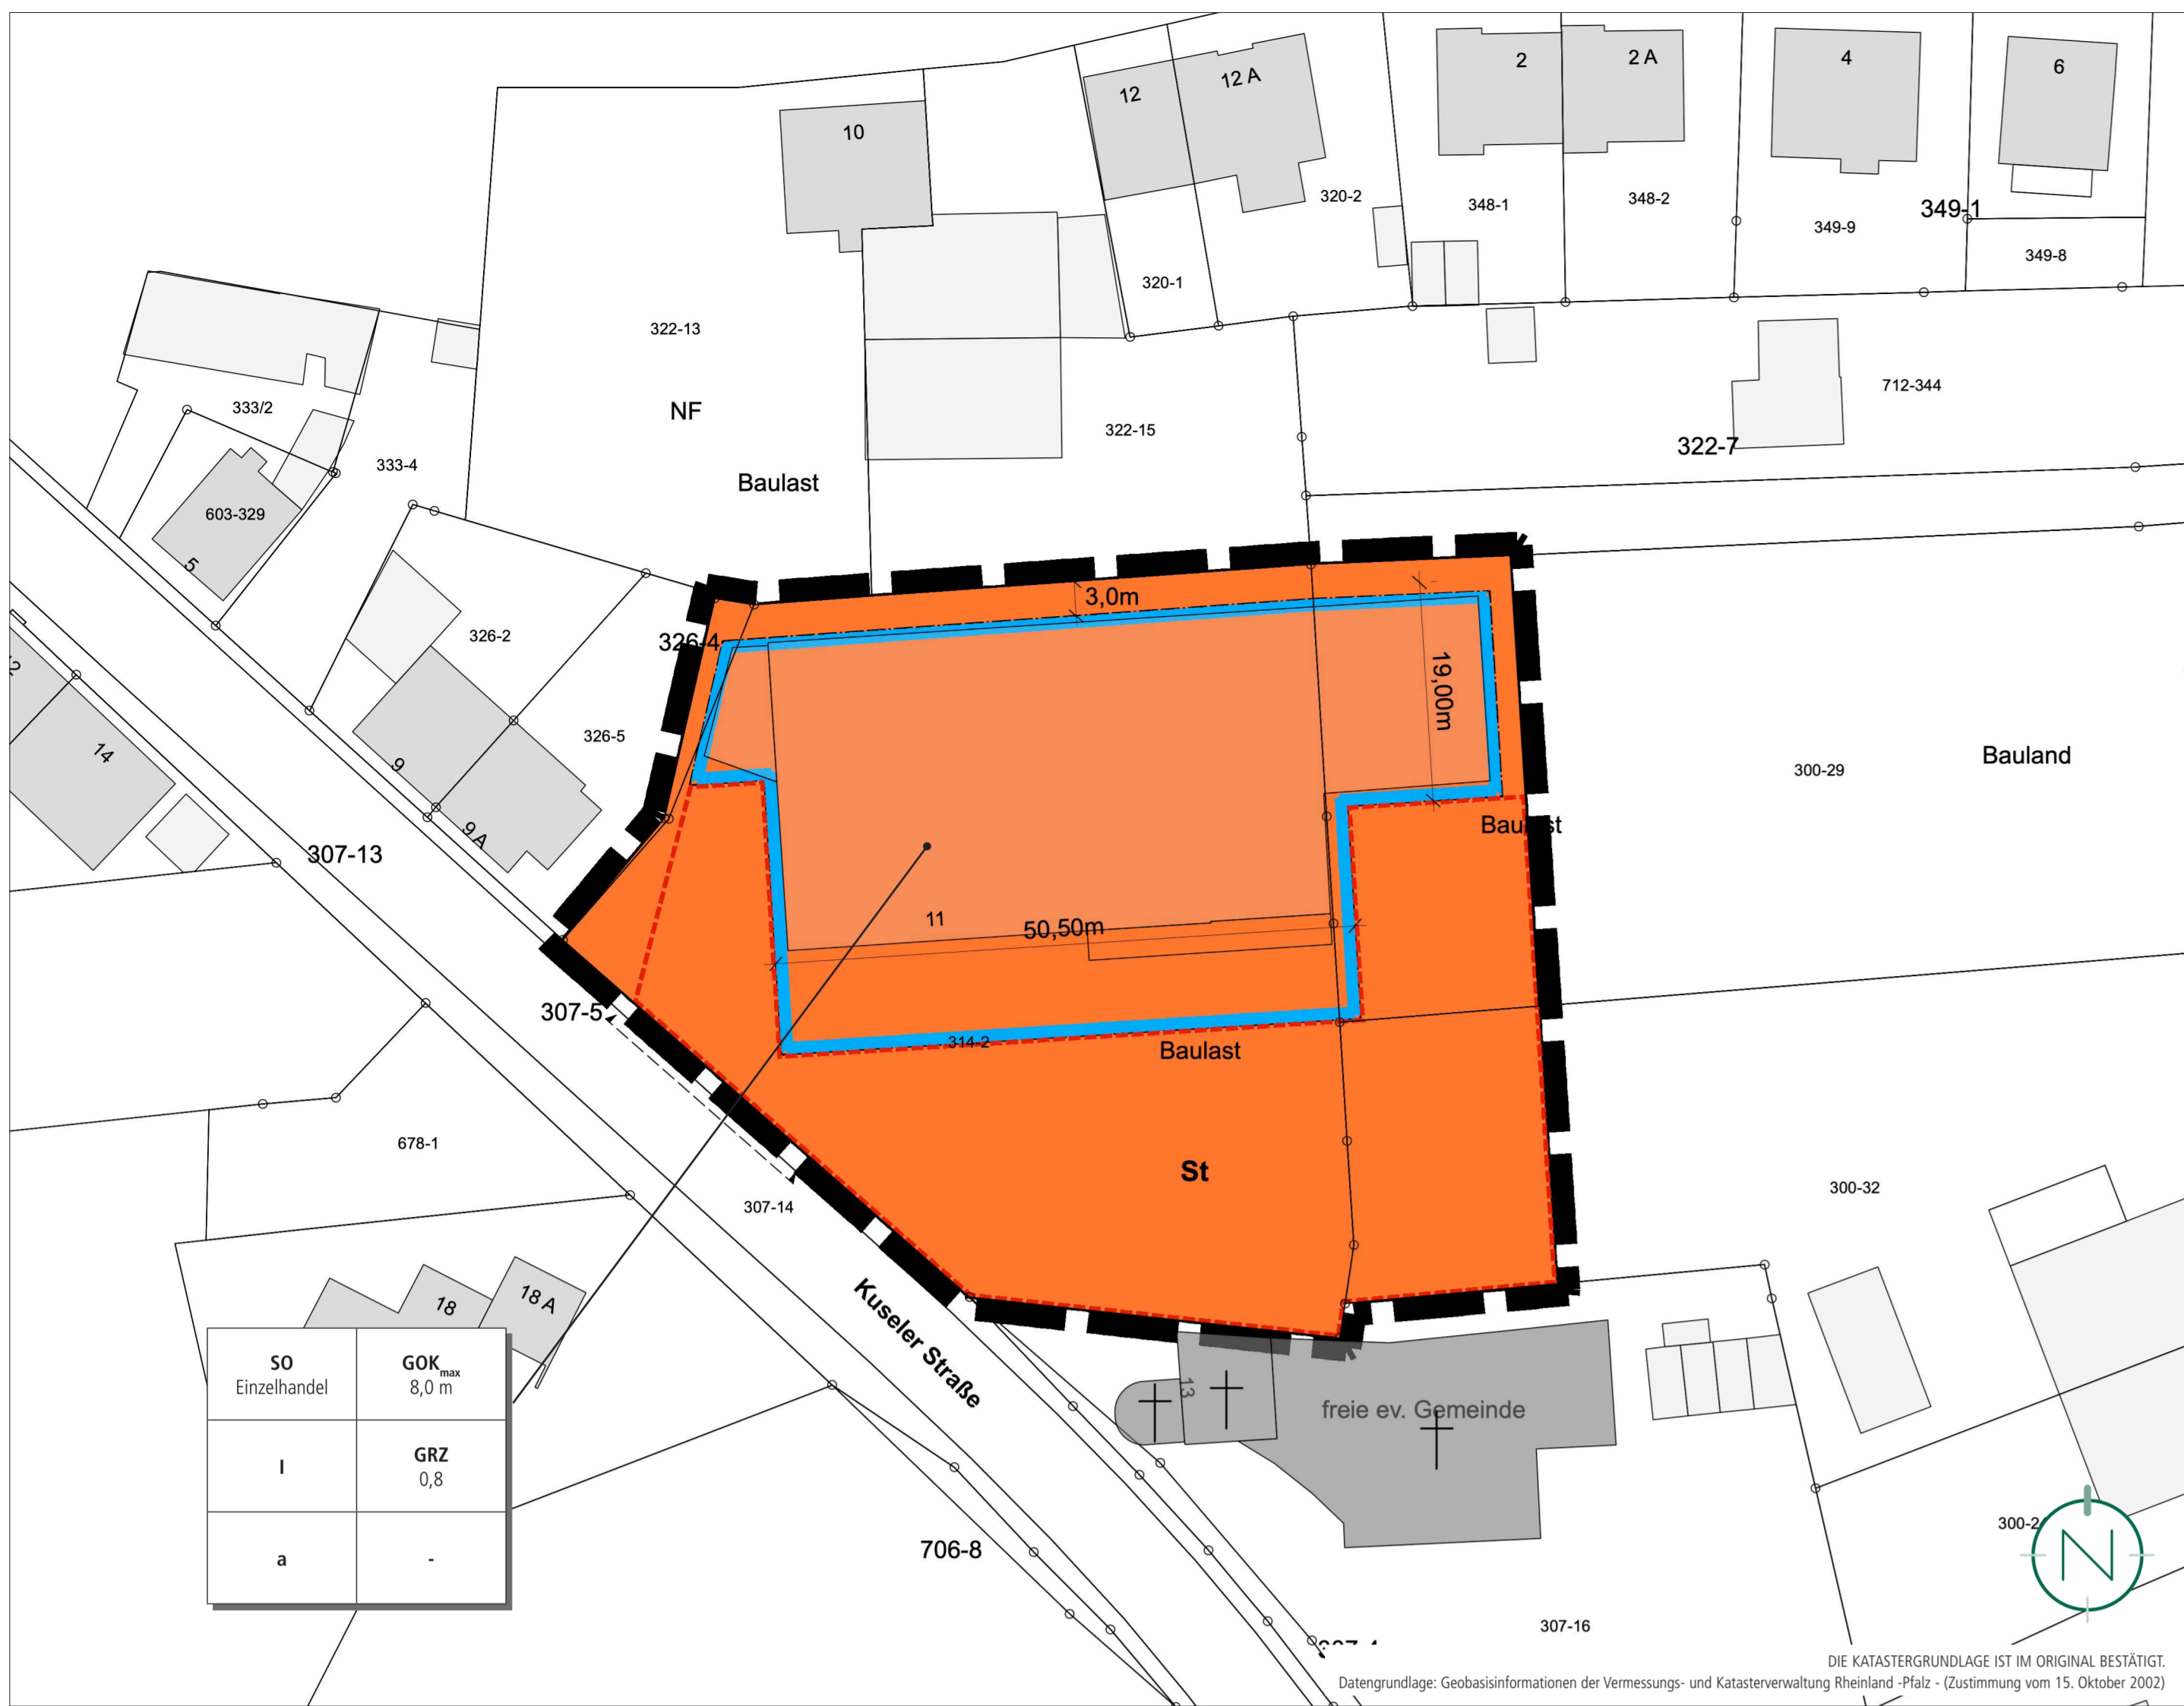 2
2 A
4
6
12
12 A
10
320-2
348-1
348-2
349-1
349-9
349-8
320-1
322-13
712-344
333/2
NF
322-15
322-7
333-4
Baulast
603-329
5
3,0m
326-2
326-4
19,00m
326-5
14
9
Bauland
300-29
9 A
Baulast
307-13
11
50,50m
307-5
314-2
Baulast
678-1
St
300-32
307-14
Kuseler Straße
18
18 A
SO
Einzelhandel
GOKmax
8,0 m
I
GRZ
0,8
a
-
13
freie ev. Gemeinde
706-8
N
307-16
DIE KATASTERGRUNDLAGE IST IM ORIGINAL BESTÄTIGT.
Datengrundlage: Geobasisinformationen der Vermessungs- und Katasterverwaltung Rheinland -Pfalz - (Zustimmung vom 15. Oktober 2002)